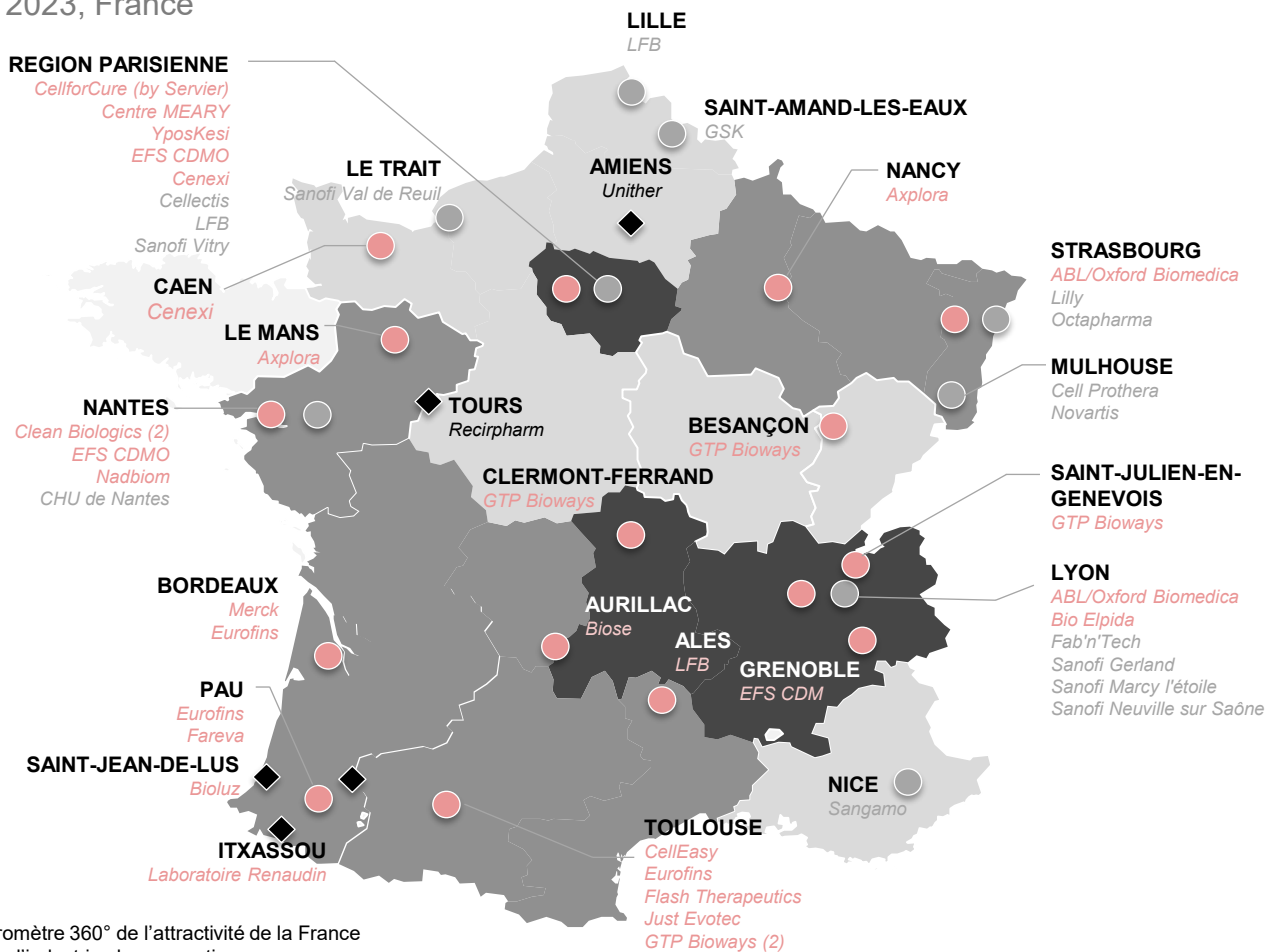 2023, France
LILLE
LFB
REGION PARISIENNE
CellforCure (by Servier)
Centre MEARY
YposKesi
EFS CDMO
Cenexi
Cellectis
LFB
Sanofi Vitry
SAINT-AMAND-LES-EAUX
GSK
LE TRAIT
Sanofi Val de Reuil
AMIENS
Unither
NANCY
Axplora
STRASBOURG
ABL/Oxford Biomedica
Lilly
Octapharma
CAEN
Cenexi
LE MANS
Axplora
MULHOUSE
Cell Prothera
Novartis
NANTES
Clean Biologics (2)
EFS CDMO
Nadbiom
CHU de Nantes
TOURS
Recirpharm
BESANÇON
GTP Bioways
CLERMONT-FERRAND
GTP Bioways
SAINT-JULIEN-EN-
GENEVOIS
GTP Bioways
BORDEAUX
Merck
Eurofins
AURILLAC
Biose
ALES
LFB
GRENOBLE
EFS CDM
LYON
ABL/Oxford Biomedica
Bio Elpida
Fab'n'Tech
Sanofi Gerland
Sanofi Marcy l'étoile
Sanofi Neuville sur Saône
PAU
Eurofins
Fareva
SAINT-JEAN-DE-LUS
Bioluz
NICE
Sangamo
ITXASSOU
Laboratoire Renaudin
TOULOUSE
CellEasy
Eurofins
Flash Therapeutics
Just Evotec
GTP Bioways (2)
romètre 360° de l'attractivité de la France